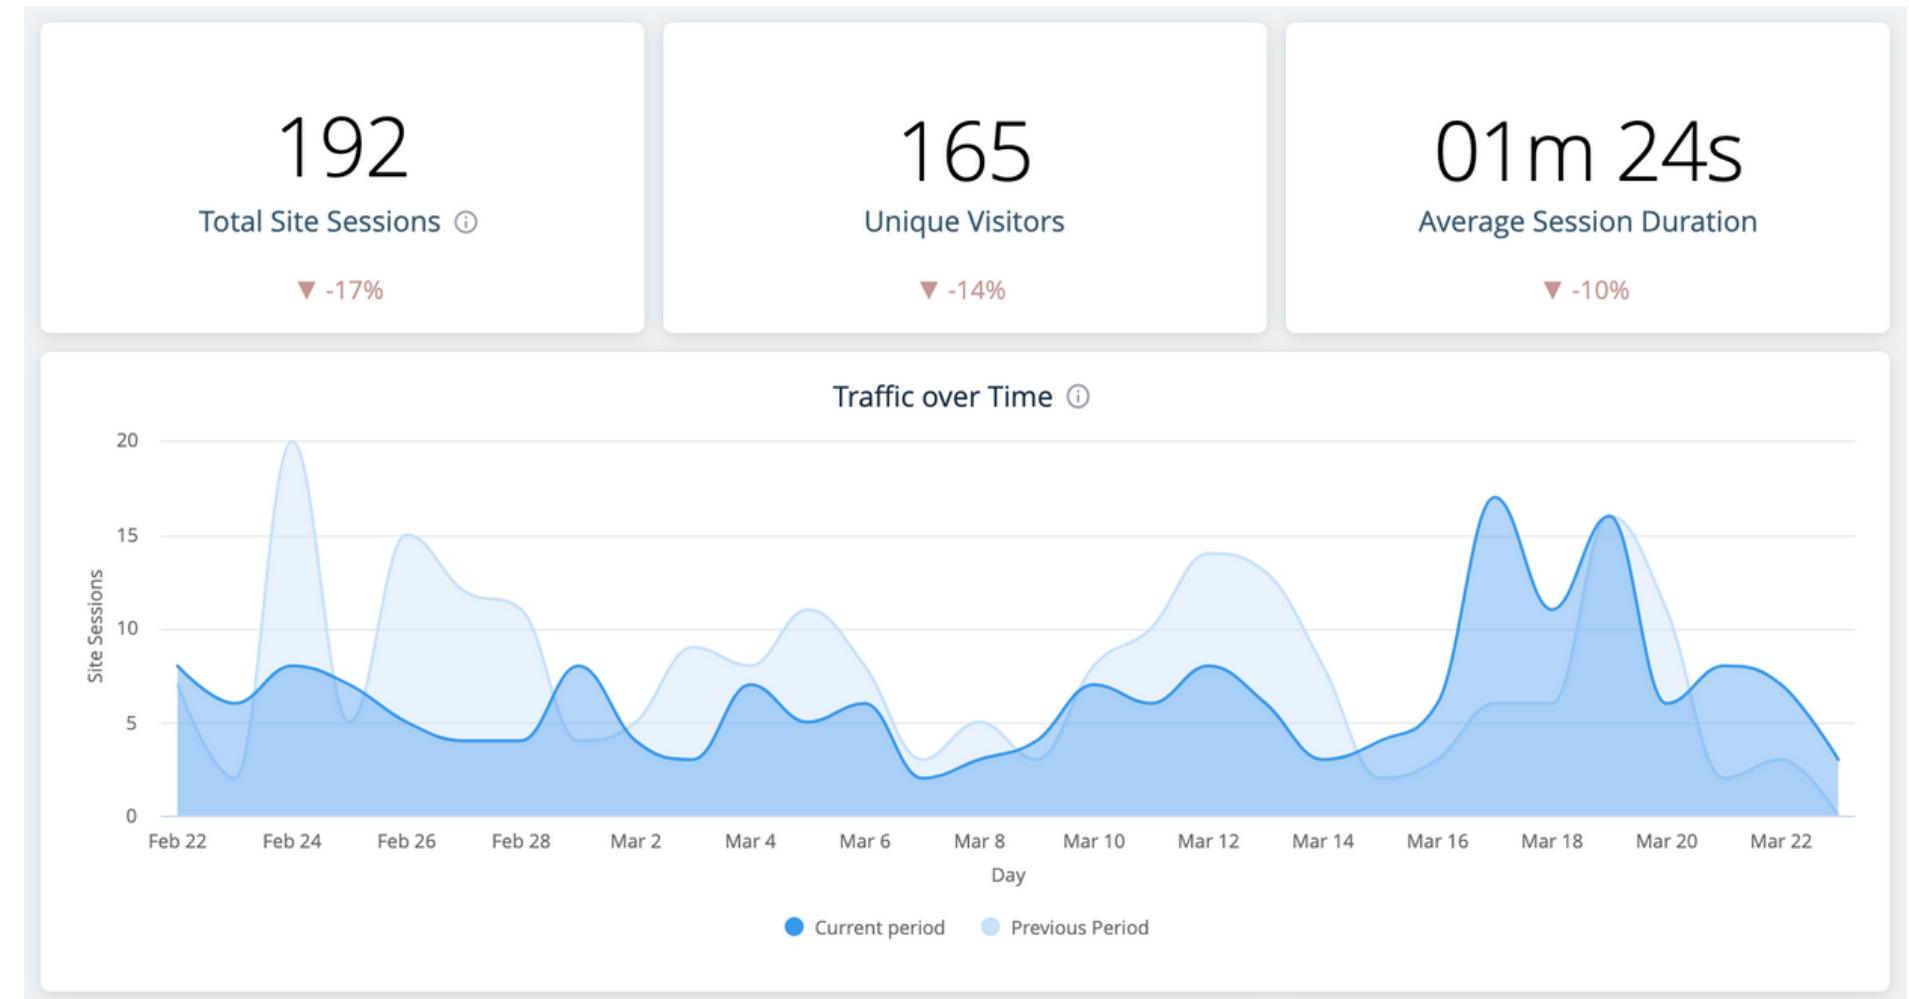 192
Total Site Sessions
▼ -17%
165
Unique Visitors
▼ -14%
01m 24s
Average Session Duration
▼ -10%
Traffic over Time
20
15
10
5
0
Site Sessions
Feb 22 Feb 24 Feb 26 Feb 28 Mar 2 Mar 4 Mar 6 Mar 8 Mar 10 Mar 12 Mar 14 Mar 16 Mar 18 Mar 20 Mar 22
Day
Current period Previous Period